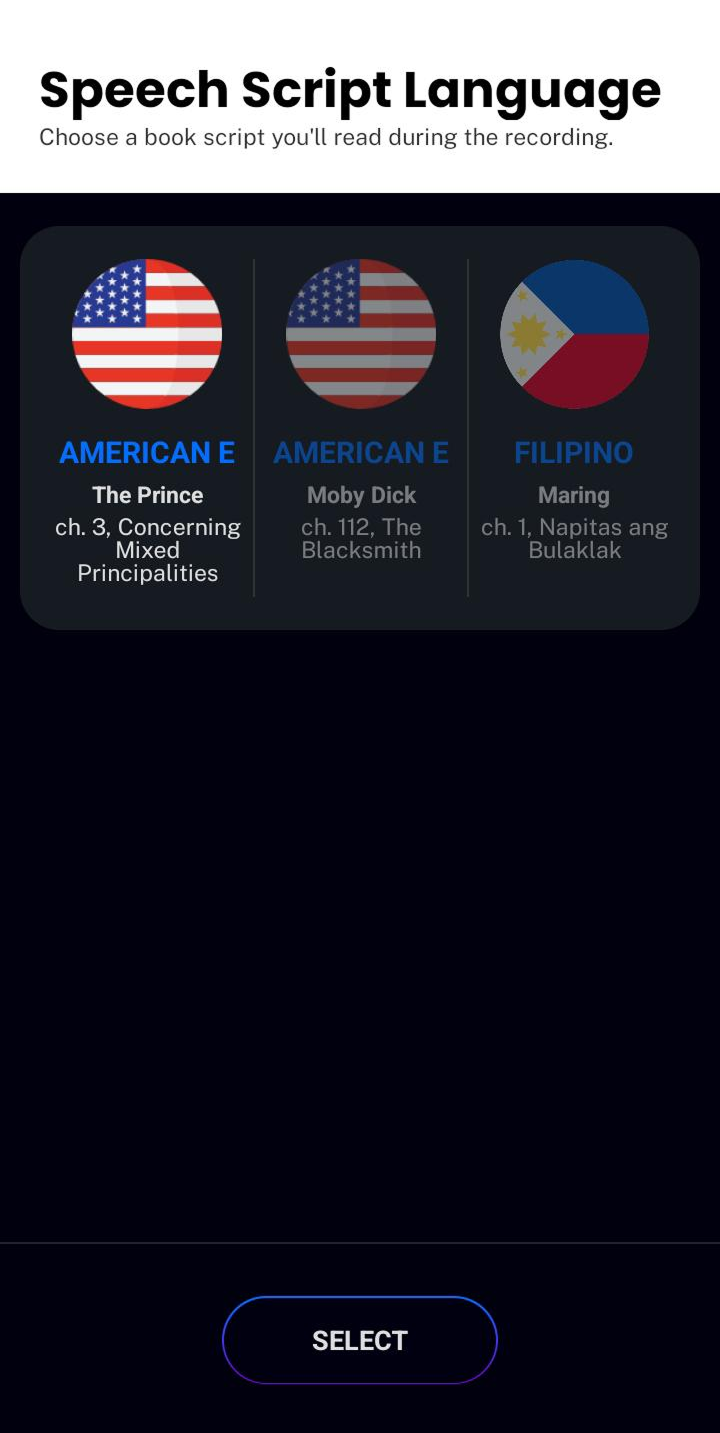 Speech Script Language
Choose a book script you'll read during the recording.
AMERICAN E
The Prince
ch. 3, Concerning
Mixed
Principalities
AMERICAN E
Moby Dick
ch. 112, The
Blacksmith
FILIPINO
Maring
ch. 1, Napitas ang
Bulaklak
SELECT